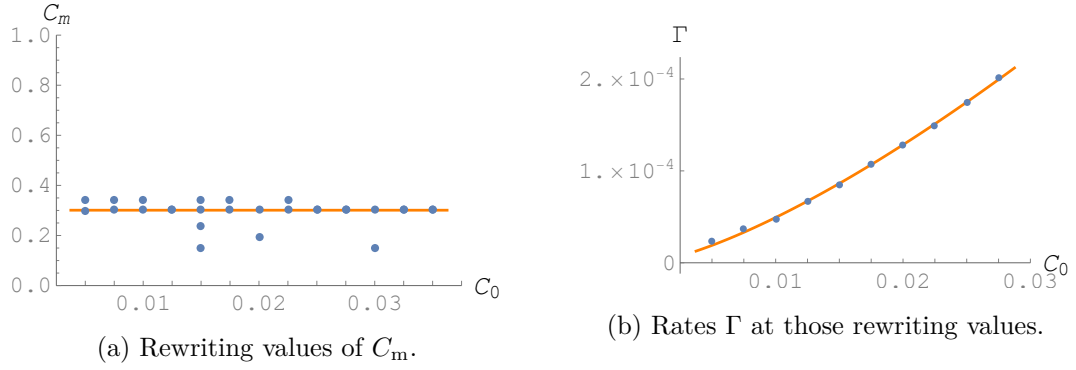 C_m
1.0
0.8
0.6
0.4
0.2
0.0
0.01
0.02
0.03
C_0
(a) Rewriting values of C_m.
Γ
2.×10⁻⁴
1.×10⁻⁴
0
0.01
0.02
0.03
C_0
(b) Rates Γ at those rewriting values.